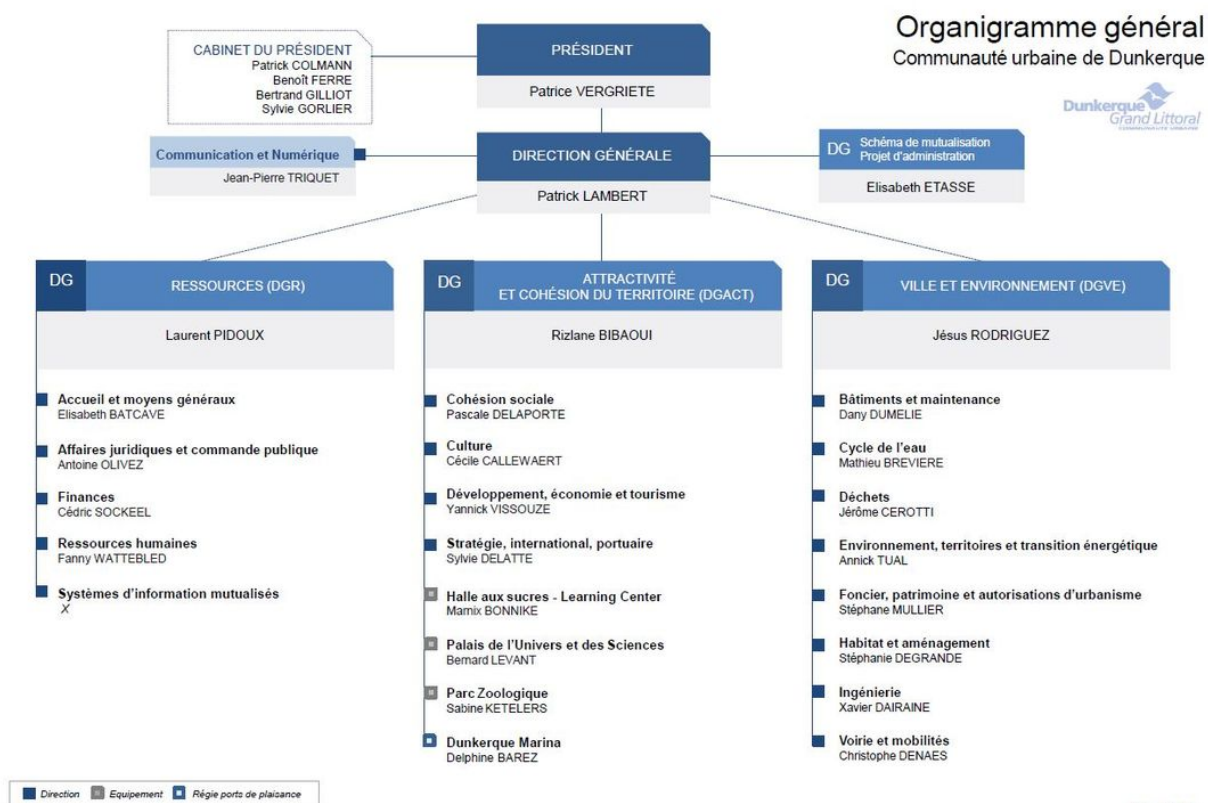 Organigramme général
Communauté urbaine de Dunkerque
Dunkerque
Grand Littoral
COMMUNAUTÉ URBAINE
CABINET DU PRÉSIDENT
Patrick COLMANN
Benoît FERRE
Bertrand GILLIOT
Sylvie GORLIER
PRÉSIDENT
Patrice VERGRIETE
Communication et Numérique
Jean-Pierre TRIQUET
DIRECTION GÉNÉRALE
Patrick LAMBERT
DG Schéma de mutualisation
Projet d'administration
Elisabeth ETASSE
DG RESSOURCES (DGR)
Laurent PIDOUX
Accueil et moyens généraux
Elisabeth BATCAVE
Affaires juridiques et commande publique
Antoine OLIVEZ
Finances
Cédric SOCKEEL
Ressources humaines
Fanny WATTEBLED
Systèmes d'information mutualisés
X
DG ATTRACTIVITÉ
ET COHÉSION DU TERRITOIRE (DGACT)
Rizlane BIBAOUI
Cohésion sociale
Pascale DELAPORTE
Culture
Cécile CALLEWAERT
Développement, économie et tourisme
Yannick VISSOUZE
Stratégie, international, portuaire
Sylvie DELATTE
Halle aux sucres - Learning Center
Marnix BONNIKE
Palais de l'Univers et des Sciences
Bernard LEVANT
Parc Zoologique
Sabine KETELERS
Dunkerque Marina
Delphine BAREZ
DG VILLE ET ENVIRONNEMENT (DGVE)
Jésus RODRIGUEZ
Bâtiments et maintenance
Dany DUMELIE
Cycle de l'eau
Mathieu BREVIERE
Déchets
Jérôme CEROTTI
Environnement, territoires et transition énergétique
Annick TUAL
Foncier, patrimoine et autorisations d'urbanisme
Stéphane MULLIER
Habitat et aménagement
Stéphanie DEGRANDE
Ingénierie
Xavier DAIRAINE
Voirie et mobilités
Christophe DENAES
Direction Equipement Régie ports de plaisance